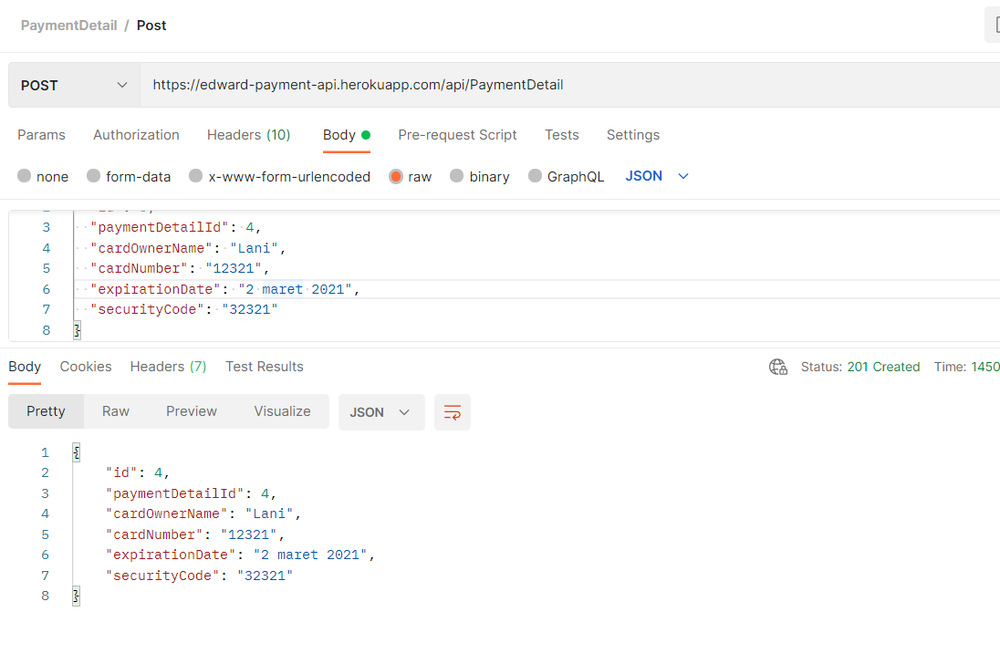 PaymentDetail / Post
POST https://edward-payment-api.herokuapp.com/api/PaymentDetail
Params Authorization Headers (10) Body Pre-request Script Tests Settings
none form-data x-www-form-urlencoded raw binary GraphQL JSON
3 "paymentDetailId": 4,
4 "cardOwnerName": "Lani",
5 "cardNumber": "12321",
6 "expirationDate": "2 maret 2021",
7 "securityCode": "32321"
8 }
Body Cookies Headers (7) Test Results Status: 201 Created Time: 1450
Pretty Raw Preview Visualize JSON
1 {
2 "id": 4,
3 "paymentDetailId": 4,
4 "cardOwnerName": "Lani",
5 "cardNumber": "12321",
6 "expirationDate": "2 maret 2021",
7 "securityCode": "32321"
8 }